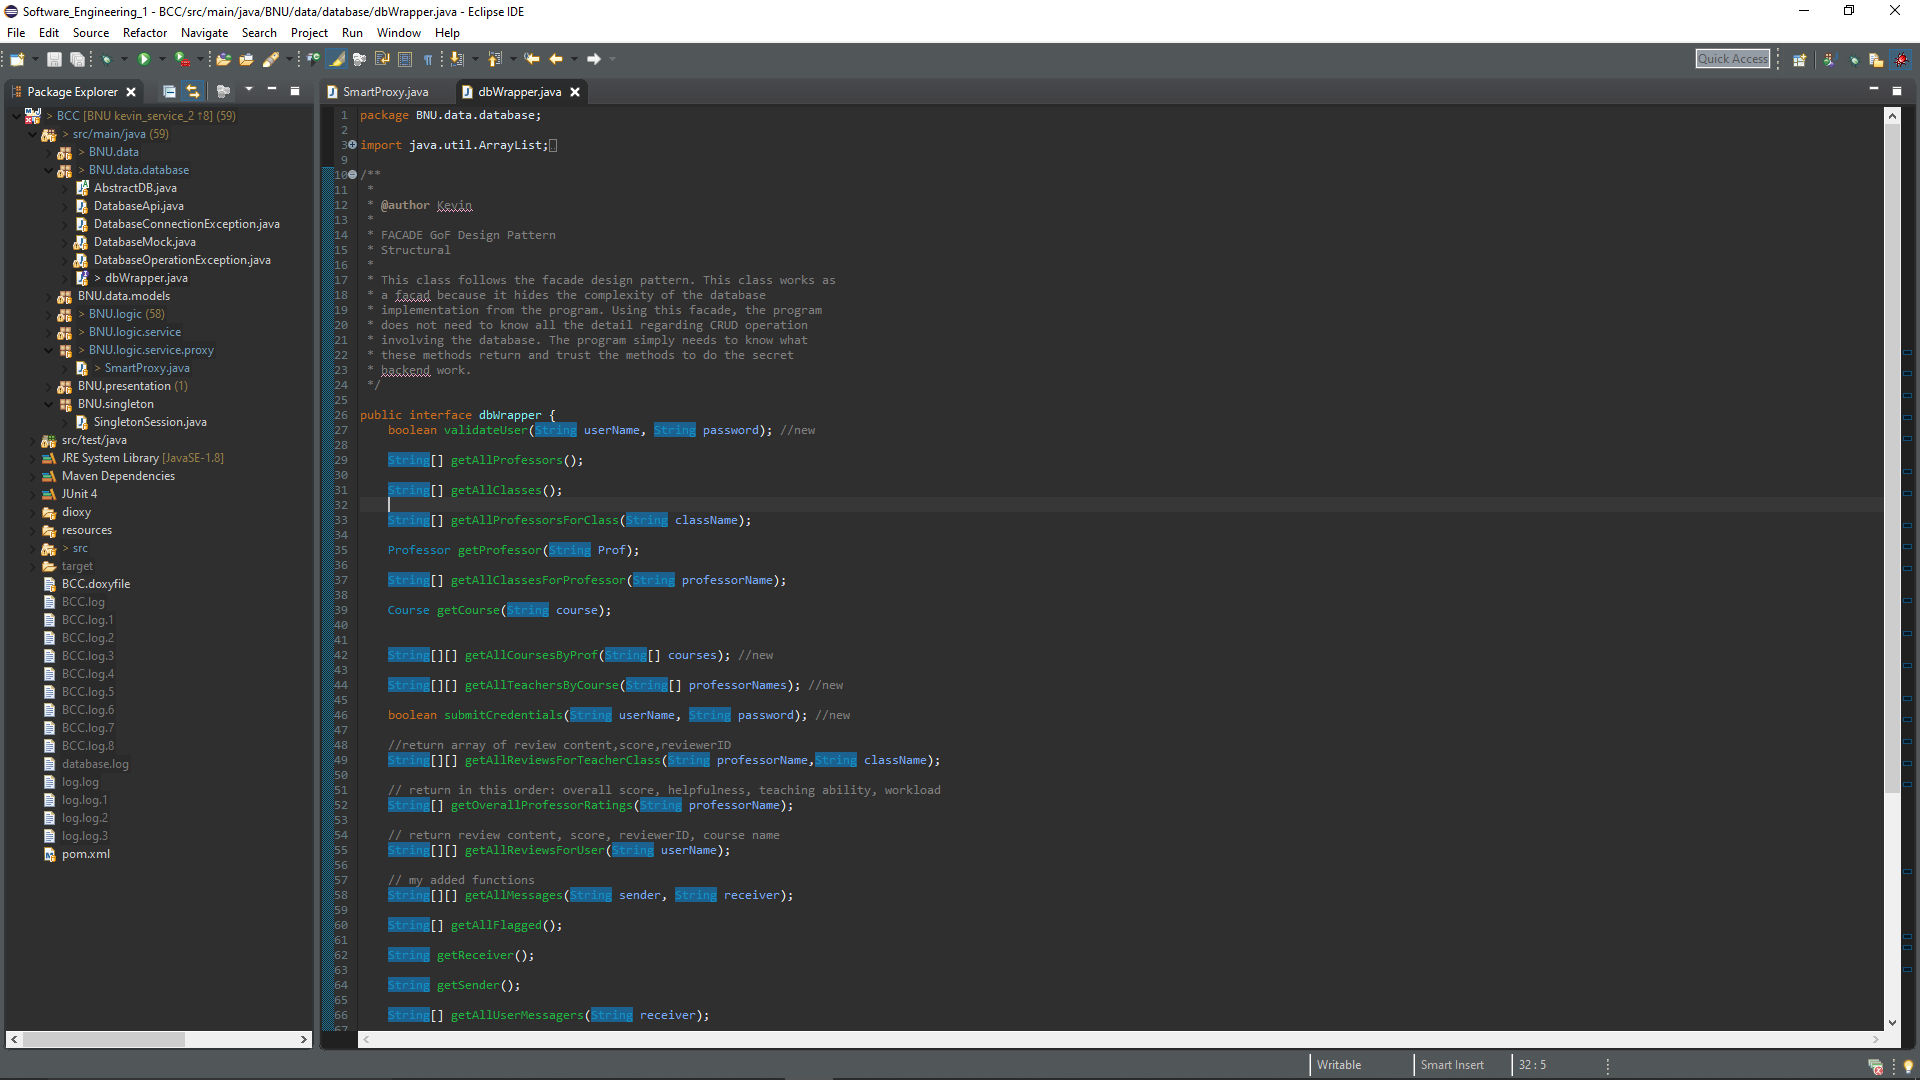 Software_Engineering_1 - BCC/src/main/java/BNU/data/database/dbWrapper.java - Eclipse IDE
File Edit Source Refactor Navigate Search Project Run Window Help
Quick Access
Package Explorer
> BCC [BNU kevin_service_2 ↑8] (59)
> src/main/java (59)
> BNU.data
> BNU.data.database
AbstractDB.java
DatabaseApi.java
DatabaseConnectionException.java
DatabaseMock.java
DatabaseOperationException.java
> dbWrapper.java
BNU.data.models
> BNU.logic (58)
> BNU.logic.service
> BNU.logic.service.proxy
> SmartProxy.java
BNU.presentation (1)
BNU.singleton
SingletonSession.java
src/test/java
JRE System Library [JavaSE-1.8]
Maven Dependencies
JUnit 4
dioxy
resources
> src
target
BCC.doxyfile
BCC.log
BCC.log.1
BCC.log.2
BCC.log.3
BCC.log.4
BCC.log.5
BCC.log.6
BCC.log.7
BCC.log.8
database.log
log.log
log.log.1
log.log.2
log.log.3
pom.xml
SmartProxy.java dbWrapper.java
1 package BNU.data.database;
2
3 import java.util.ArrayList;
9
10 /**
11 *
12 * @author Kevin
13 *
14 * FACADE GoF Design Pattern
15 * Structural
16 *
17 * This class follows the facade design pattern. This class works as
18 * a facad because it hides the complexity of the database
19 * implementation from the program. Using this facade, the program
20 * does not need to know all the detail regarding CRUD operation
21 * involving the database. The program simply needs to know what
22 * these methods return and trust the methods to do the secret
23 * backend work.
24 */
25
26 public interface dbWrapper {
27 boolean validateUser(String userName, String password); //new
28
29 String[] getAllProfessors();
30
31 String[] getAllClasses();
32
33 String[] getAllProfessorsForClass(String className);
34
35 Professor getProfessor(String Prof);
36
37 String[] getAllClassesForProfessor(String professorName);
38
39 Course getCourse(String course);
40
41
42 String[][] getAllCoursesByProf(String[] courses); //new
43
44 String[][] getAllTeachersByCourse(String[] professorNames); //new
45
46 boolean submitCredentials(String userName, String password); //new
47
48 //return array of review content,score,reviewerID
49 String[][] getAllReviewsForTeacherClass(String professorName,String className);
50
51 // return in this order: overall score, helpfulness, teaching ability, workload
52 String[] getOverallProfessorRatings(String professorName);
53
54 // return review content, score, reviewerID, course name
55 String[][] getAllReviewsForUser(String userName);
56
57 // my added functions
58 String[][] getAllMessages(String sender, String receiver);
59
60 String[] getAllFlagged();
61
62 String getReceiver();
63
64 String getSender();
65
66 String[] getAllUserMessagers(String receiver);
67
Writable Smart Insert 32 : 5